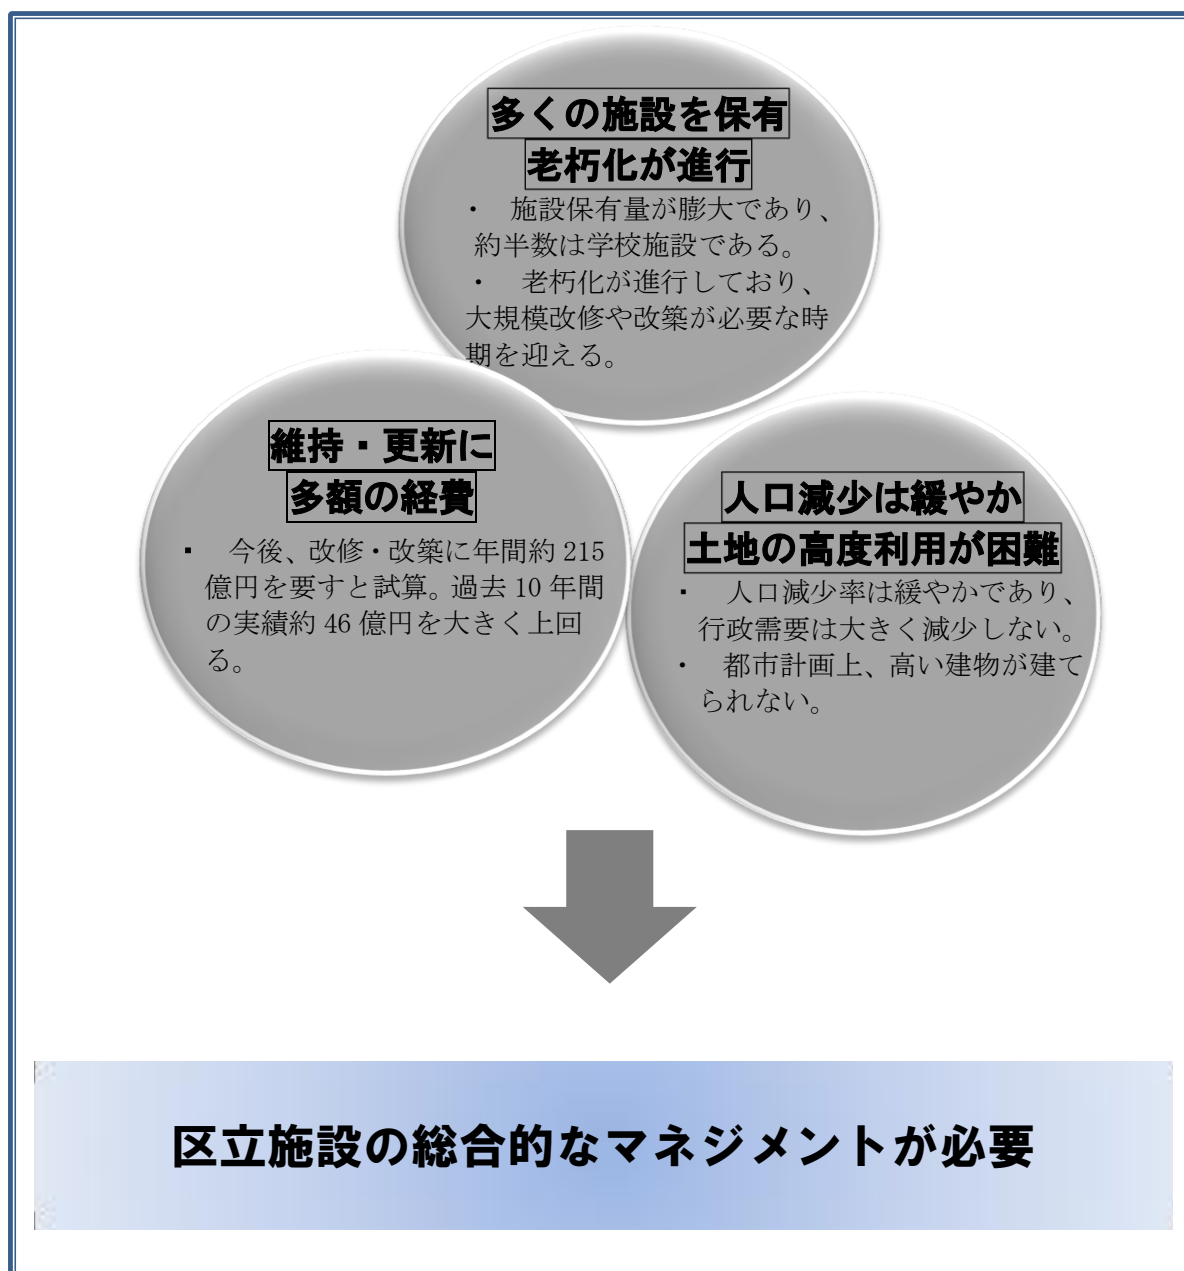 多くの施設を保有
老朽化が進行
・　施設保有量が膨大であり、
約半数は学校施設である。
・　老朽化が進行しており、
大規模改修や改築が必要な時
期を迎える。
維持・更新に
多額の経費
・　今後、改修・改築に年間約 215
億円を要すと試算。過去 10 年間
の実績約 46 億円を大きく上回
る。
人口減少は緩やか
土地の高度利用が困難
・　人口減少率は緩やかであり、
行政需要は大きく減少しない。
・　都市計画上、高い建物が建て
られない。
区立施設の総合的なマネジメントが必要